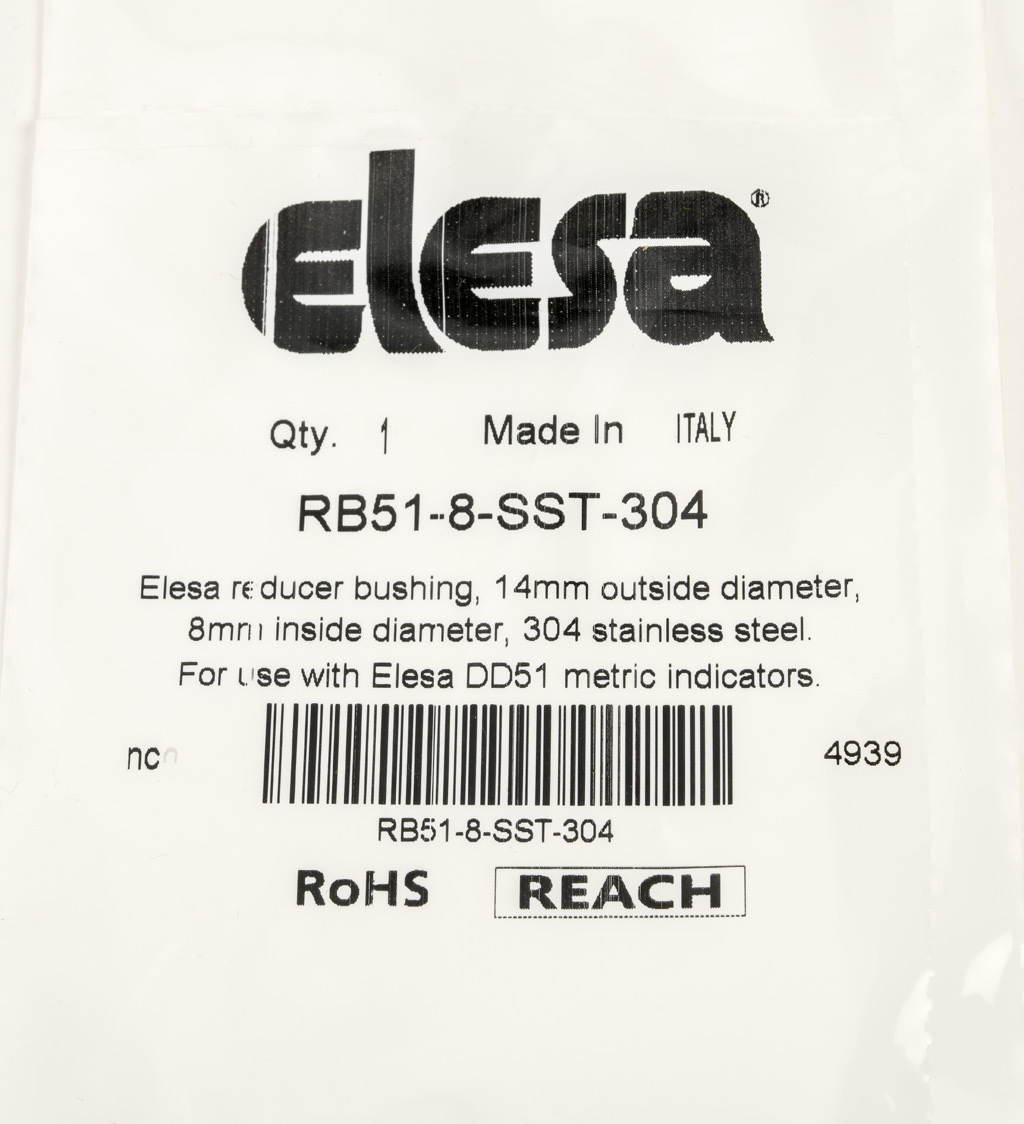 elesa®
Qty. 1 Made In ITALY
RB51-8-SST-304
Elesa reducer bushing, 14mm outside diameter,
8mm inside diameter, 304 stainless steel.
For use with Elesa DD51 metric indicators.
4939
RB51-8-SST-304
RoHS REACH